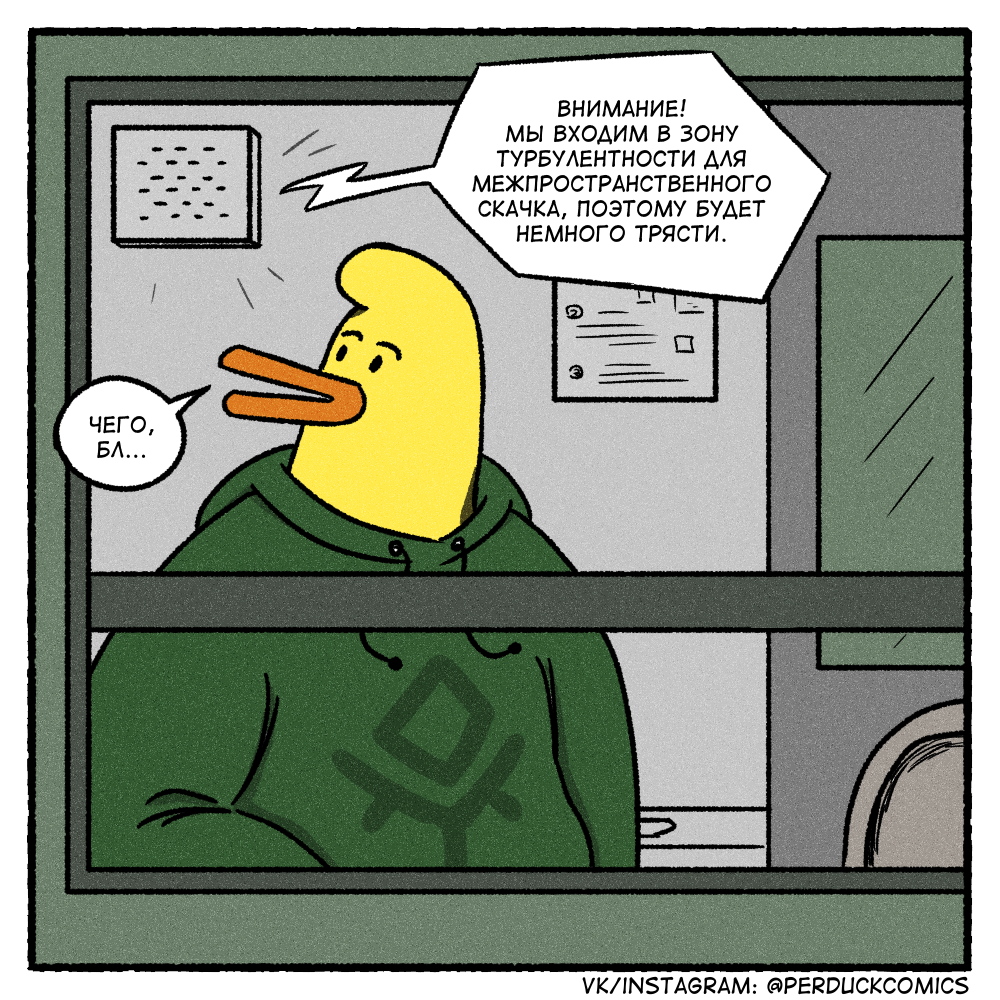 ВНИМАНИЕ!
МЫ ВХОДИМ В ЗОНУ
ТУРБУЛЕНТНОСТИ ДЛЯ
МЕЖПРОСТРАНСТВЕННОГО
СКАЧКА, ПОЭТОМУ БУДЕТ
НЕМНОГО ТРЯСТИ.
ЧЕГО,
БЛ...
VK/INSTAGRAM: @PERDUCKCOMICS